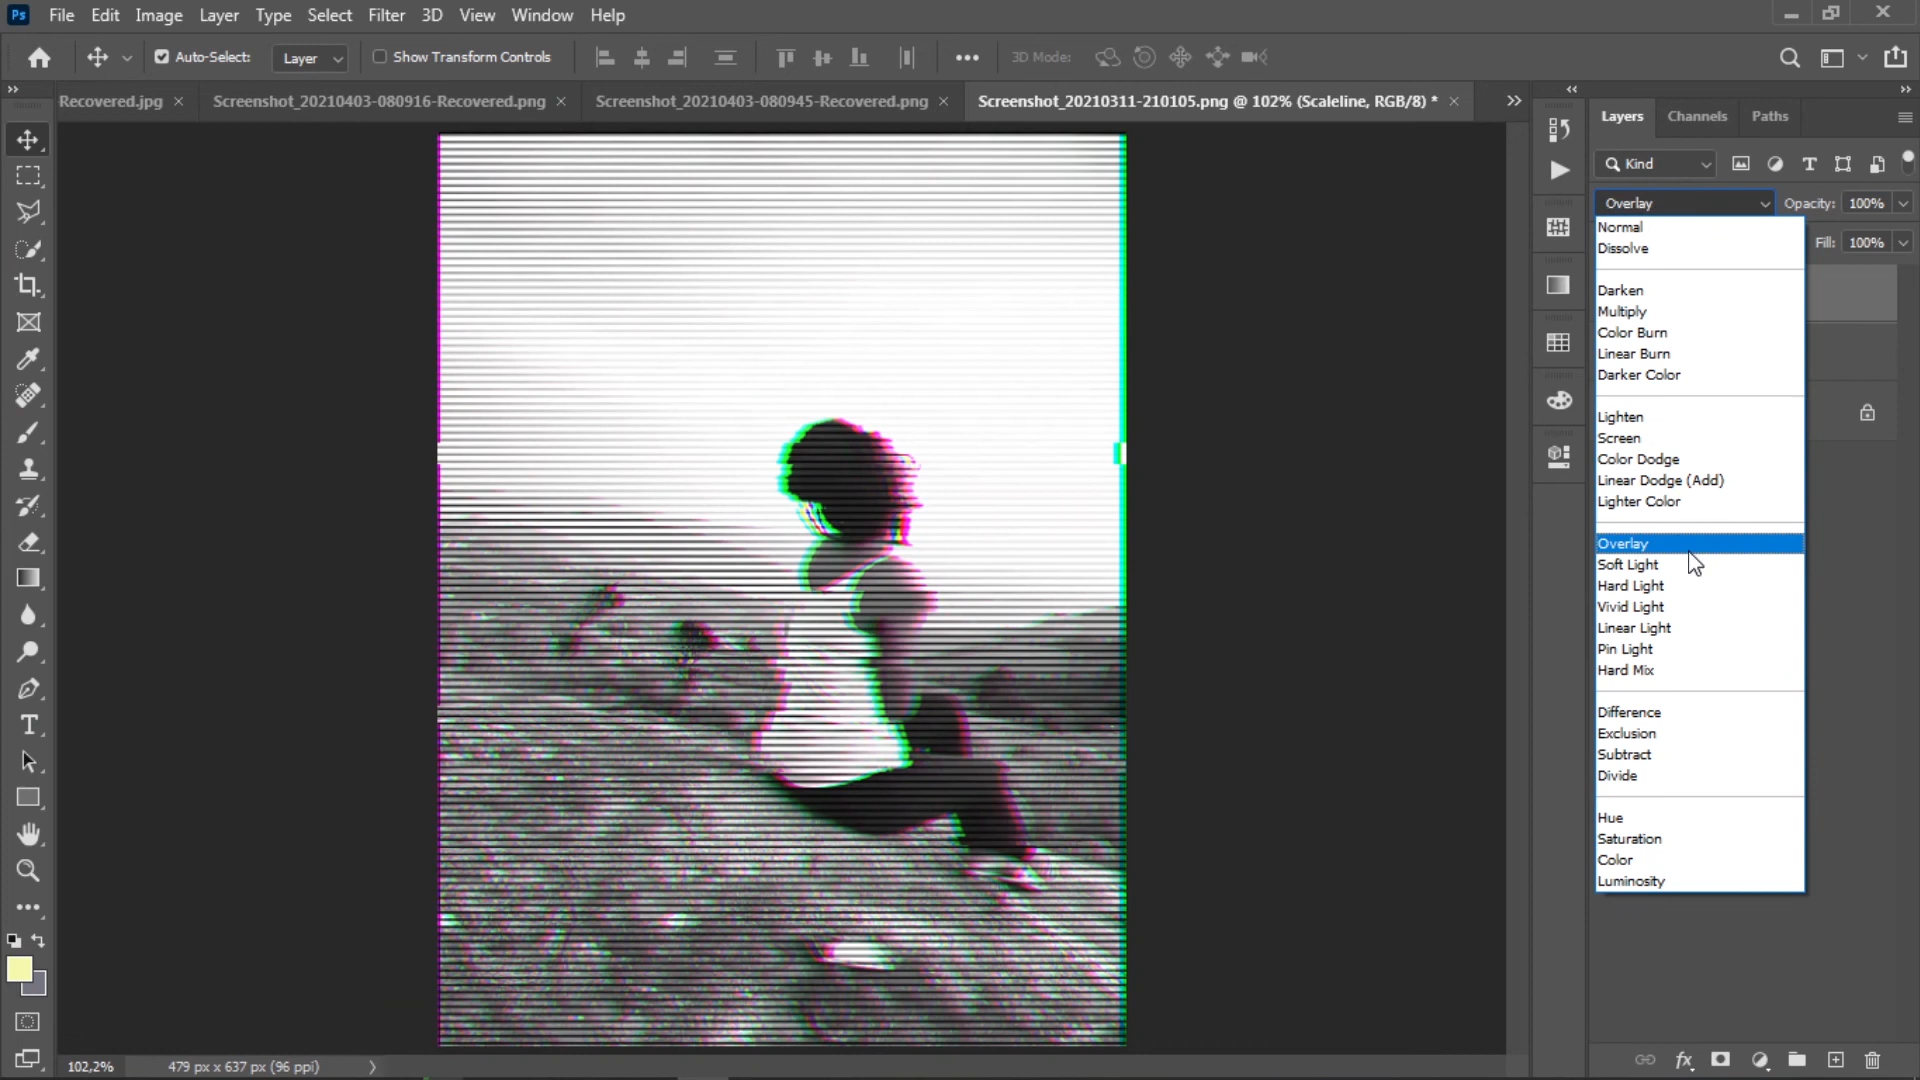 Ps File Edit Image Layer Type Select Filter 3D View Window Help
Auto-Select: Layer Show Transform Controls 3D Mode:
Recovered.jpg Screenshot_20210403-080916-Recovered.png Screenshot_20210403-080945-Recovered.png Screenshot_20210311-210105.png @ 102% (Scaleline, RGB/8) *
Layers Channels Paths
Kind
Overlay Opacity: 100%
Fill: 100%
Normal
Dissolve
Darken
Multiply
Color Burn
Linear Burn
Darker Color
Lighten
Screen
Color Dodge
Linear Dodge (Add)
Lighter Color
Overlay
Soft Light
Hard Light
Vivid Light
Linear Light
Pin Light
Hard Mix
Difference
Exclusion
Subtract
Divide
Hue
Saturation
Color
Luminosity
102,2% 479 px x 637 px (96 ppi)